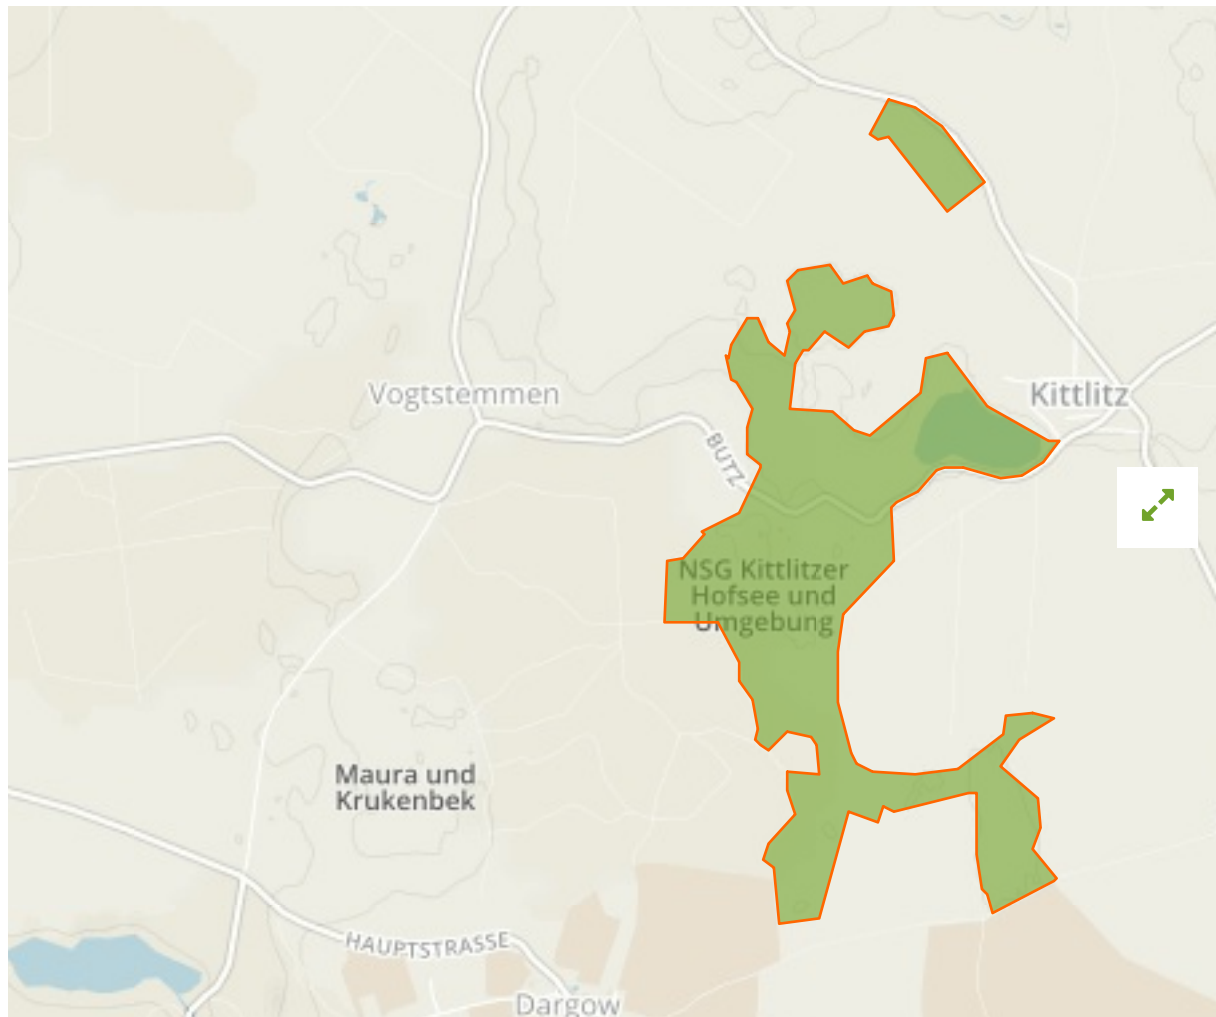 Vogtstemmen
Kittlitz
BUTZ
NSG Kittlitzer
Hofsee und
Umgebung
Maura und
Krukenbek
HAUPTSTRASSE
Dargow